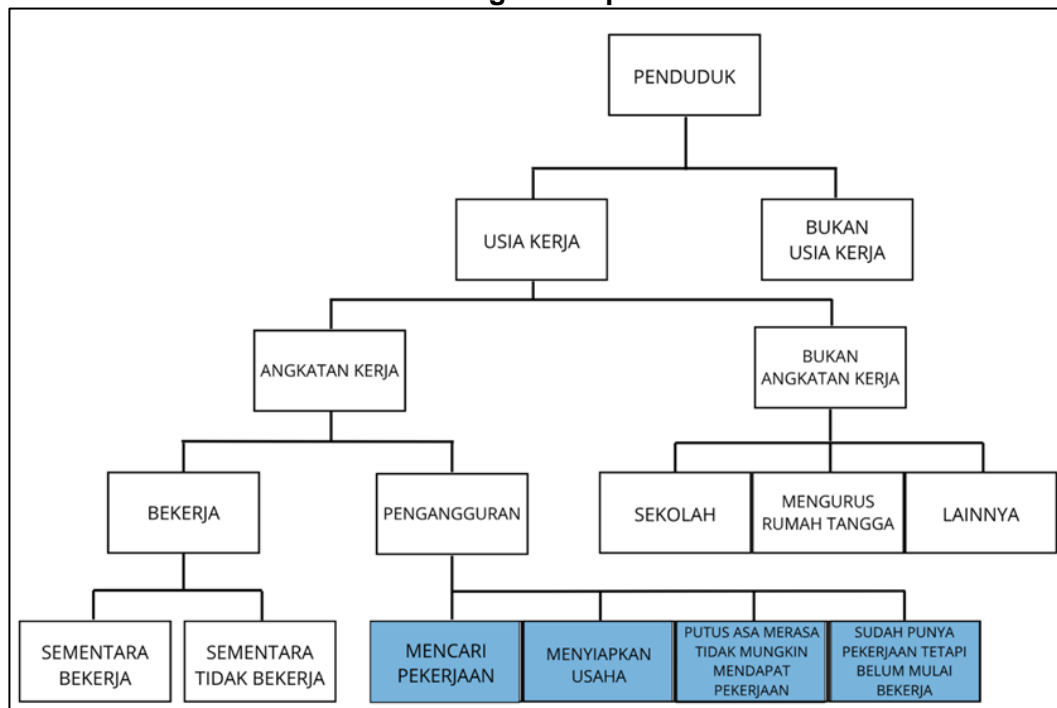 PENDUDUK
USIA KERJA
BUKAN
USIA KERJA
ANGKATAN KERJA
BUKAN
ANGKATAN KERJA
BEKERJA
PENGANGGURAN
SEKOLAH
MENGURUS
RUMAH TANGGA
LAINNYA
SEMENTARA
BEKERJA
SEMENTARA
TIDAK BEKERJA
MENCARI
PEKERJAAN
MENYIAPKAN
USAHA
PUTUS ASA MERASA
TIDAK MUNGKIN
MENDAPAT
PEKERJAAN
SUDAH PUNYA
PEKERJAAN TETAPI
BELUM MULAI
BEKERJA